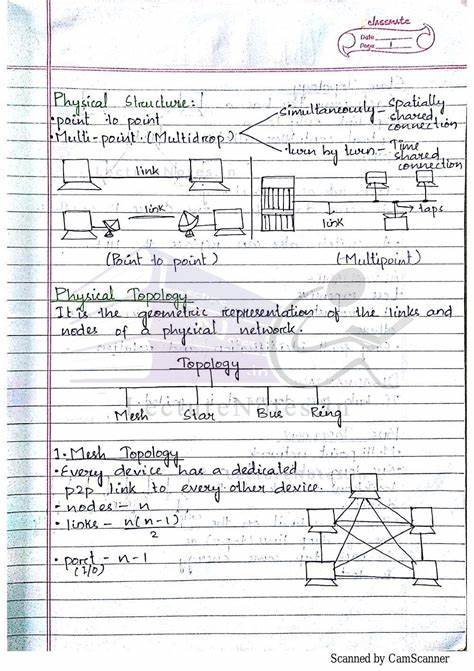 classmate
Date
Page 1
Physical Structure:
• point to point
• Multi-point (Multidrop)
simultaneously - Spatially shared connection
turn by turn - Time shared connection
link
link
link
taps
(Point to point)
(Multipoint)
Physical Topology
It is the geometric representation of the links and
nodes of a physical network.
Topology
Mesh Star Bus Ring
LectureNotes.in
1. Mesh Topology
• Every device has a dedicated
p2p link to every other device.
• nodes - n
• links - n(n-1)
2
• port - n-1
(I/O)
Scanned by CamScanner